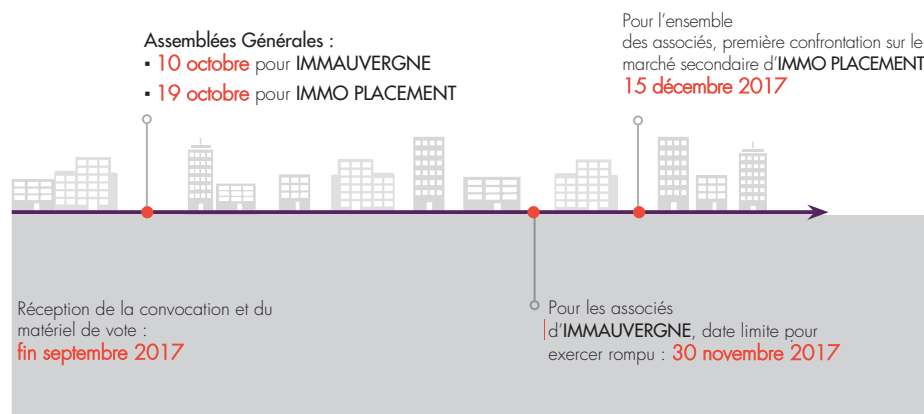 Assemblées Générales :
▪ 10 octobre pour IMMAUVERGNE
▪ 19 octobre pour IMMO PLACEMENT
Pour l'ensemble
des associés, première confrontation sur le
marché secondaire d'IMMO PLACEMENT
15 décembre 2017
Réception de la convocation et du
matériel de vote :
fin septembre 2017
Pour les associés
d'IMMAUVERGNE, date limite pour
exercer rompu : 30 novembre 2017